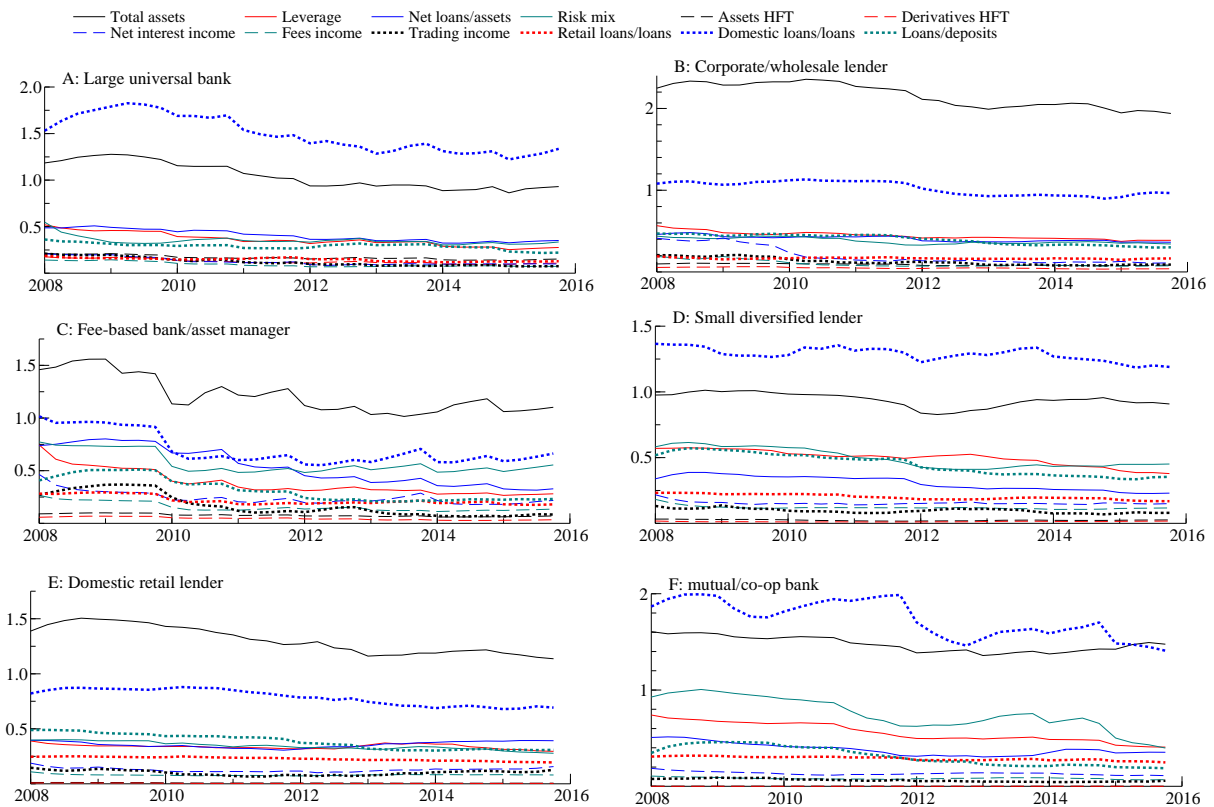 Total assets Leverage Net loans/assets Risk mix Assets HFT Derivatives HFT
Net interest income Fees income Trading income Retail loans/loans Domestic loans/loans Loans/deposits
A: Large universal bank
2.0
1.5
1.0
0.5
2008 2010 2012 2014 2016
B: Corporate/wholesale lender
2
1
2008 2010 2012 2014 2016
C: Fee-based bank/asset manager
1.5
1.0
0.5
2008 2010 2012 2014 2016
D: Small diversified lender
1.5
1.0
0.5
2008 2010 2012 2014 2016
E: Domestic retail lender
1.5
1.0
0.5
2008 2010 2012 2014 2016
F: mutual/co-op bank
2
1
2008 2010 2012 2014 2016